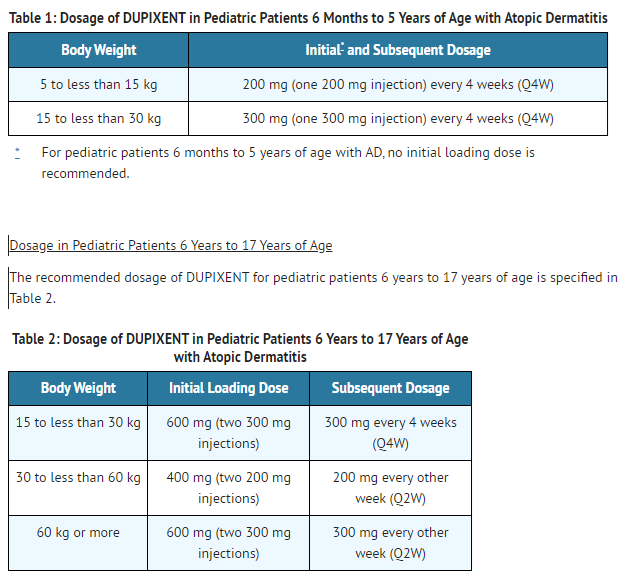 Table 1: Dosage of DUPIXENT in Pediatric Patients 6 Months to 5 Years of Age with Atopic Dermatitis
Body Weight
Initial* and Subsequent Dosage
5 to less than 15 kg
200 mg (one 200 mg injection) every 4 weeks (Q4W)
15 to less than 30 kg
300 mg (one 300 mg injection) every 4 weeks (Q4W)
* For pediatric patients 6 months to 5 years of age with AD, no initial loading dose is
recommended.
Dosage in Pediatric Patients 6 Years to 17 Years of Age
The recommended dosage of DUPIXENT for pediatric patients 6 years to 17 years of age is specified in
Table 2.
Table 2: Dosage of DUPIXENT in Pediatric Patients 6 Years to 17 Years of Age
with Atopic Dermatitis
Body Weight
Initial Loading Dose
Subsequent Dosage
15 to less than 30 kg
600 mg (two 300 mg
injections)
300 mg every 4 weeks
(Q4W)
30 to less than 60 kg
400 mg (two 200 mg
injections)
200 mg every other
week (Q2W)
60 kg or more
600 mg (two 300 mg
injections)
300 mg every other
week (Q2W)